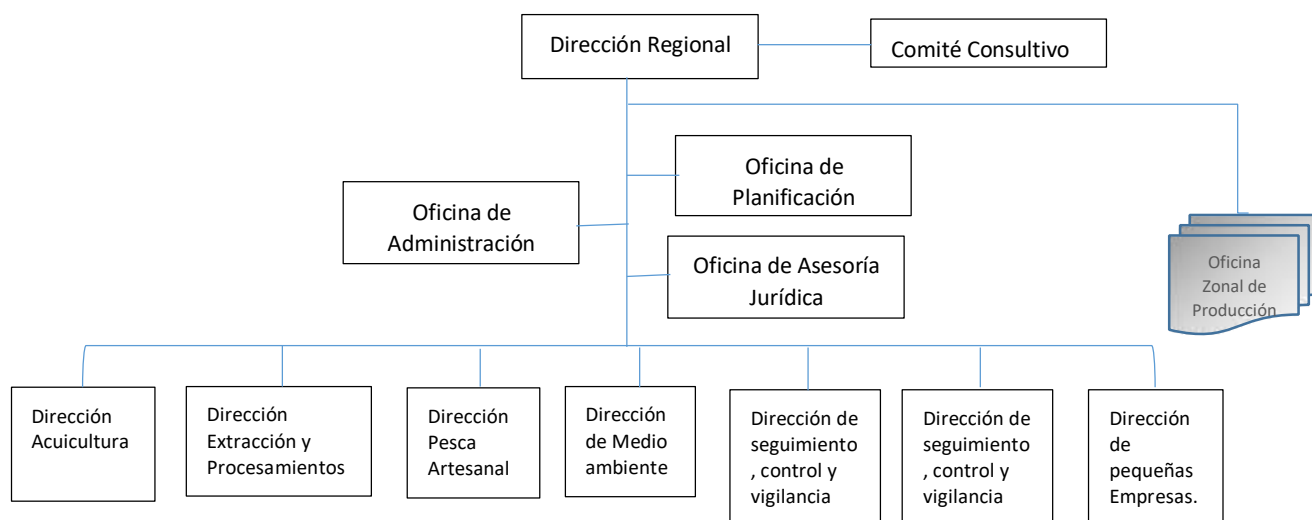 Dirección Regional
Comité Consultivo
Oficina de
Planificación
Oficina de
Administración
Oficina de Asesoría
Jurídica
Oficina
Zonal de
Producción
Dirección
Acuicultura
Dirección
Extracción y
Procesamientos
Dirección
Pesca
Artesanal
Dirección
de Medio
ambiente
Dirección de
seguimiento
, control y
vigilancia
Dirección de
seguimiento
, control y
vigilancia
Dirección
de
pequeñas
Empresas.